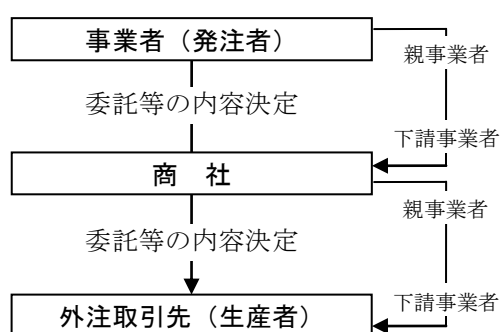 事業者（発注者）
親事業者
委託等の内容決定
下請事業者
商　社
親事業者
委託等の内容決定
下請事業者
外注取引先（生産者）